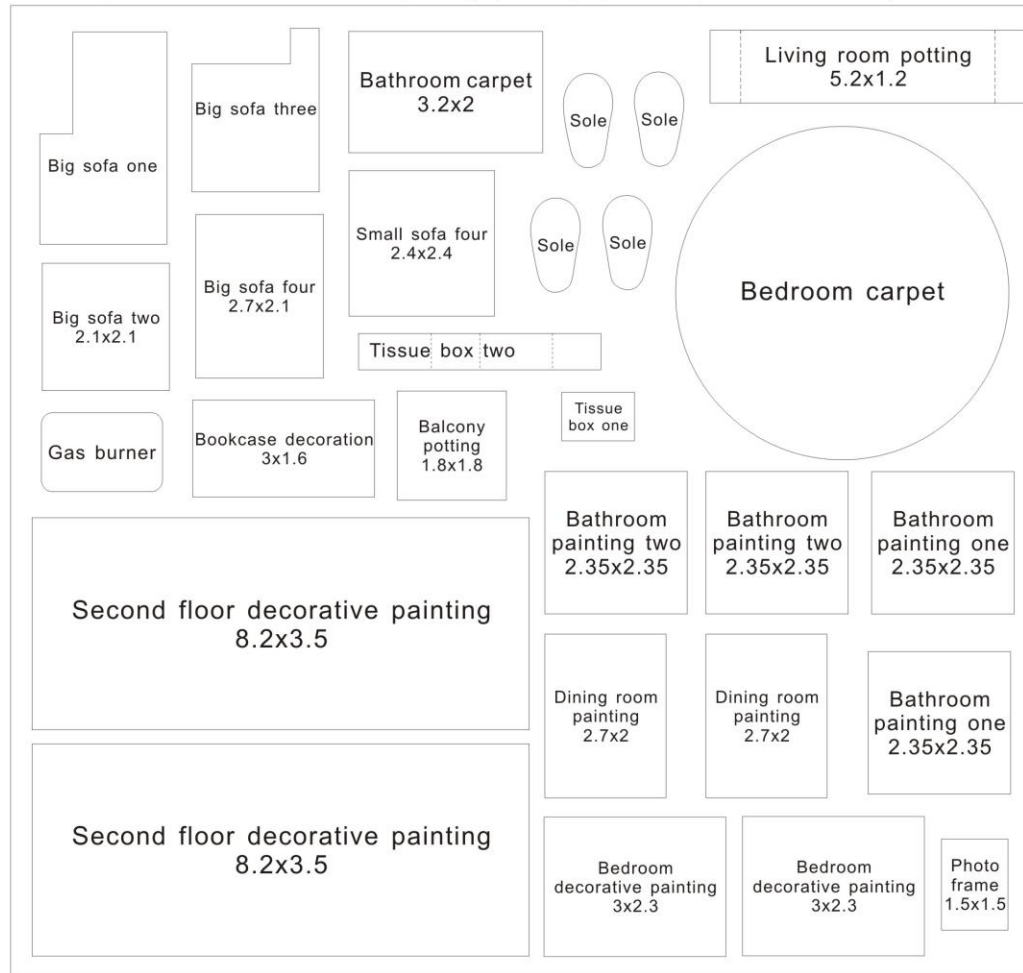 Living room potting
5.2x1.2
Bathroom carpet
3.2x2
Big sofa three
Sole
Sole
Big sofa one
Small sofa four
2.4x2.4
Sole
Sole
Big sofa four
2.7x2.1
Bedroom carpet
Big sofa two
2.1x2.1
Tissue box two
Tissue
box one
Gas burner
Bookcase decoration
3x1.6
Balcony
potting
1.8x1.8
Bathroom
painting two
2.35x2.35
Bathroom
painting two
2.35x2.35
Bathroom
painting one
2.35x2.35
Second floor decorative painting
8.2x3.5
Dining room
painting
2.7x2
Dining room
painting
2.7x2
Bathroom
painting one
2.35x2.35
Second floor decorative painting
8.2x3.5
Bedroom
decorative painting
3x2.3
Bedroom
decorative painting
3x2.3
Photo
frame
1.5x1.5